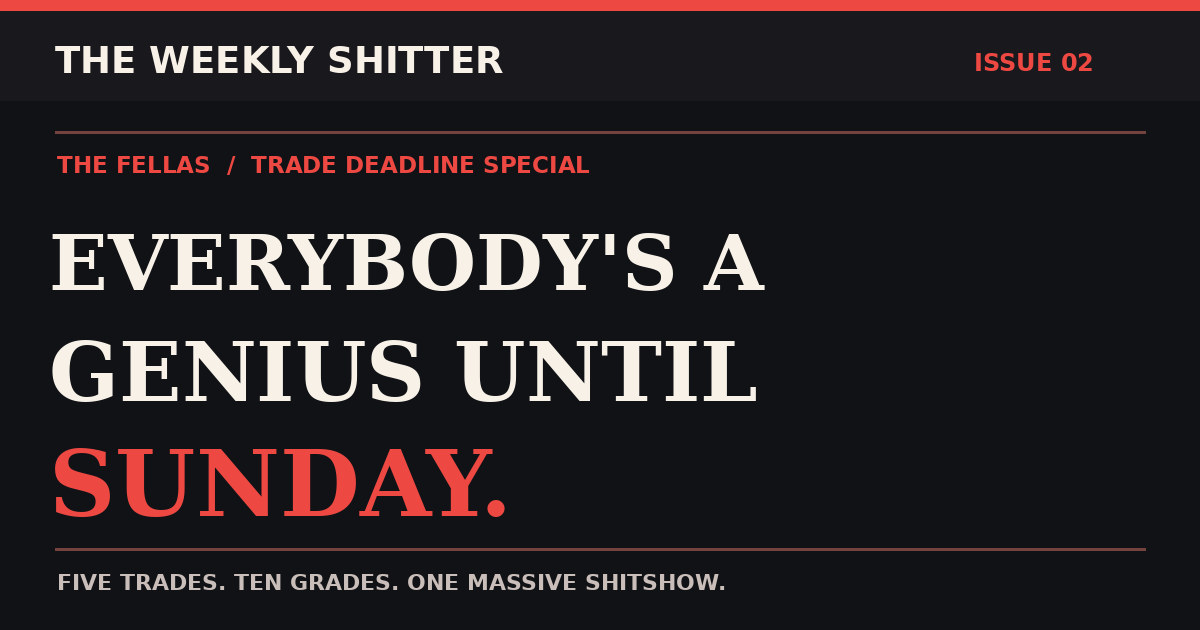 THE WEEKLY SHITTER
ISSUE 02
THE FELLAS / TRADE DEADLINE SPECIAL
EVERYBODY'S A
GENIUS UNTIL
SUNDAY.
FIVE TRADES. TEN GRADES. ONE MASSIVE SHITSHOW.